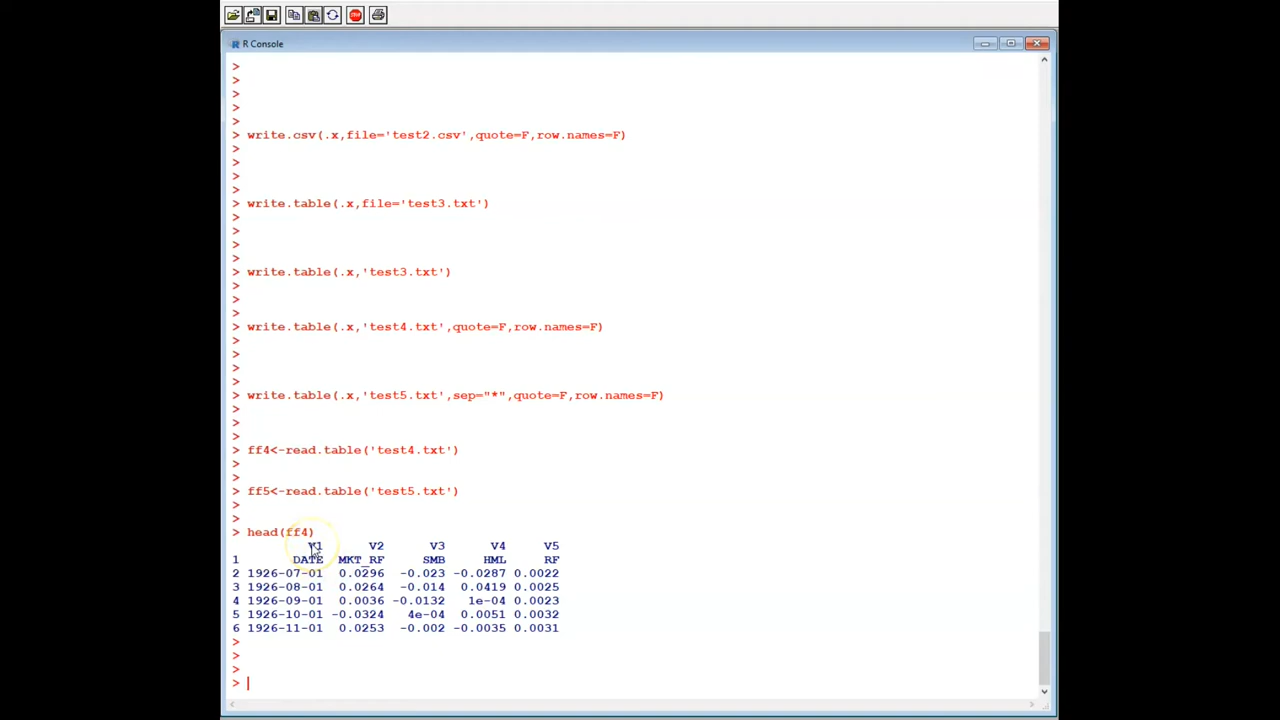 STOP
R Console
>
>
>
>
>
> write.csv(.x,file='test2.csv',quote=F,row.names=F)
>
>
>
>
> write.table(.x,file='test3.txt')
>
>
>
>
> write.table(.x,'test3.txt')
>
>
>
> write.table(.x,'test4.txt',quote=F,row.names=F)
>
>
>
>
> write.table(.x,'test5.txt',sep="*",quote=F,row.names=F)
>
>
>
> ff4<-read.table('test4.txt')
>
>
> ff5<-read.table('test5.txt')
>
>
> head(ff4)
V1 V2 V3 V4 V5
1 DATE MKT_RF SMB HML RF
2 1926-07-01 0.0296 -0.023 -0.0287 0.0022
3 1926-08-01 0.0264 -0.014 0.0419 0.0025
4 1926-09-01 0.0036 -0.0132 1e-04 0.0023
5 1926-10-01 -0.0324 4e-04 0.0051 0.0032
6 1926-11-01 0.0253 -0.002 -0.0035 0.0031
>
>
>
>